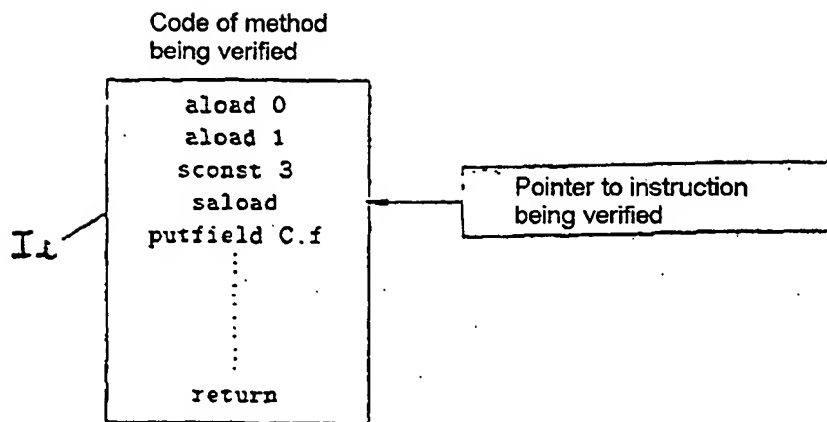 Code of method
being verified
aload 0
aload 1
sconst 3
saload
putfield C.f
return
Pointer to instruction
being verified
Ii